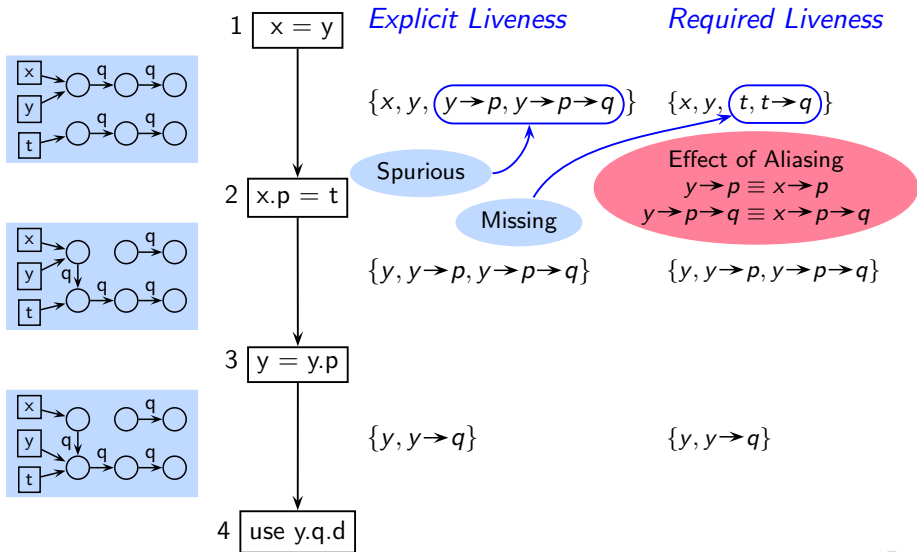 Explicit Liveness
Required Liveness
1
x = y
x
q
q
y
t
q
q
{x, y, y→p, y→p→q}
{x, y, t, t→q}
Spurious
Effect of Aliasing
y→p ≡ x→p
y→p→q ≡ x→p→q
2
x.p = t
Missing
x
q
y
q
t
q
q
{y, y→p, y→p→q}
{y, y→p, y→p→q}
3
y = y.p
x
q
y
q
t
q
q
{y, y→q}
{y, y→q}
4
use y.q.d